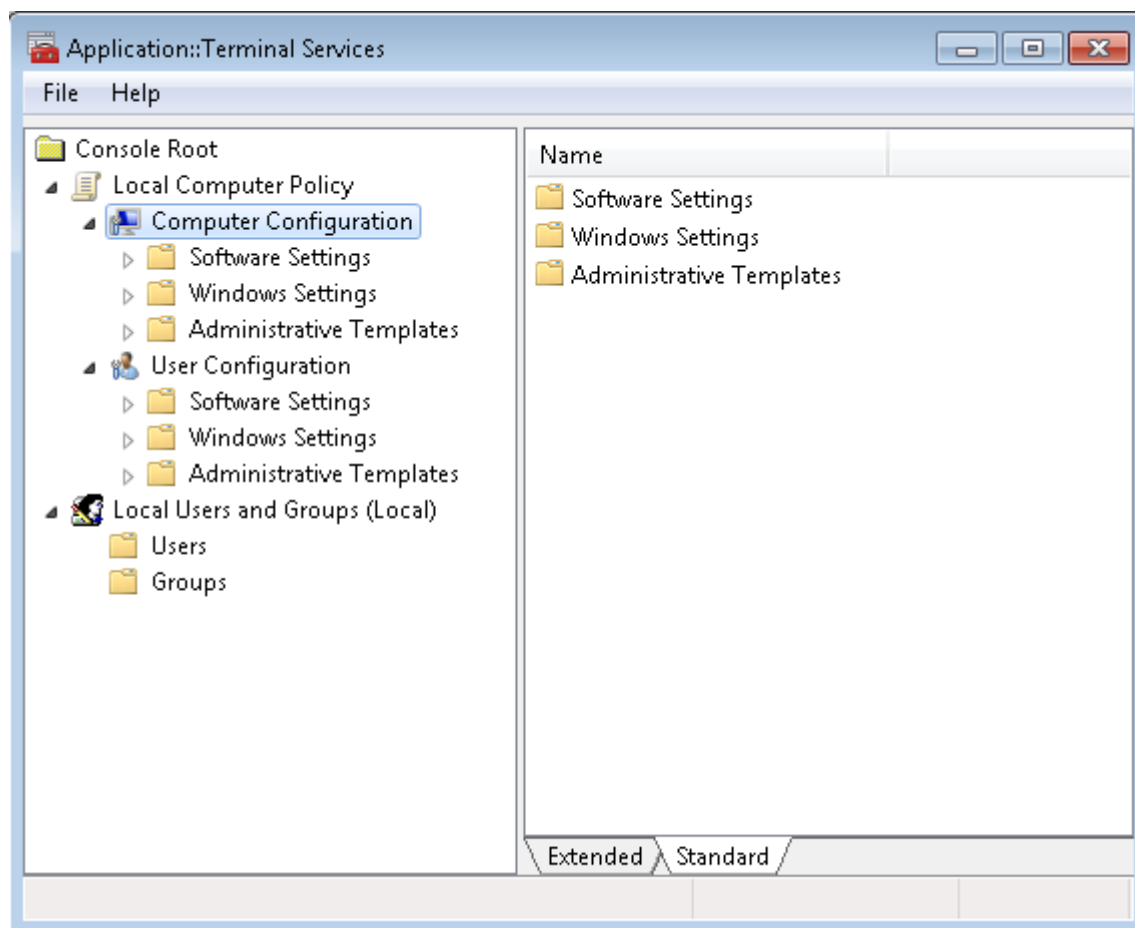 Application::Terminal Services
File Help
Console Root
Local Computer Policy
Computer Configuration
Software Settings
Windows Settings
Administrative Templates
User Configuration
Software Settings
Windows Settings
Administrative Templates
Local Users and Groups (Local)
Users
Groups
Name
Software Settings
Windows Settings
Administrative Templates
Extended Standard